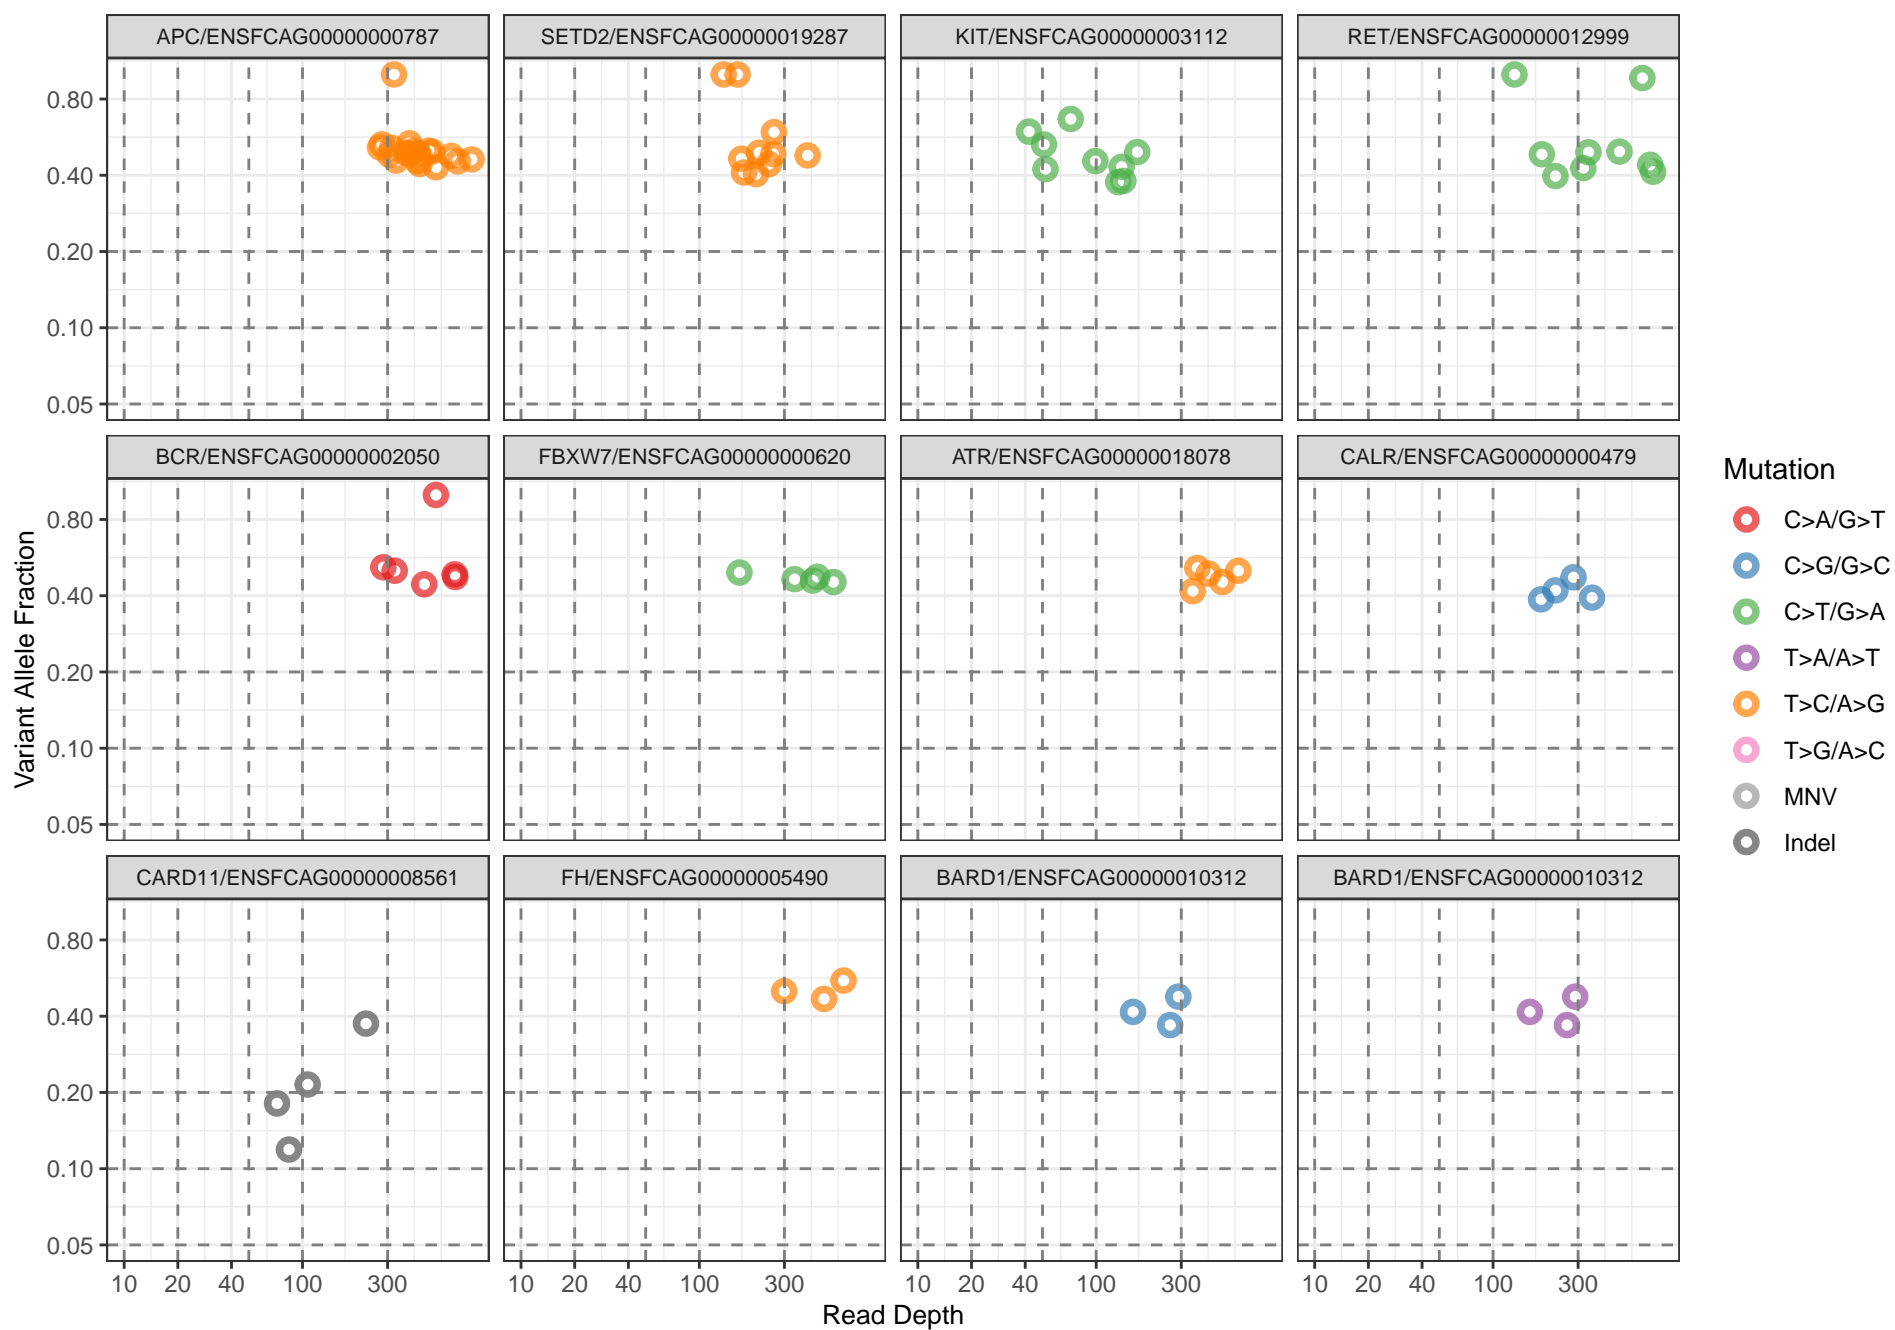 APC/ENSFCAG00000000787
SETD2/ENSFCAG00000019287
KIT/ENSFCAG00000003112
RET/ENSFCAG00000012999
0.80
0.40
0.20
0.10
0.05
BCR/ENSFCAG00000002050
FBXW7/ENSFCAG00000000620
ATR/ENSFCAG00000018078
CALR/ENSFCAG00000000479
0.80
0.40
0.20
0.10
0.05
CARD11/ENSFCAG00000008561
FH/ENSFCAG00000005490
BARD1/ENSFCAG00000010312
BARD1/ENSFCAG00000010312
0.80
0.40
0.20
0.10
0.05
10 20 40 100 300
10 20 40 100 300
10 20 40 100 300
10 20 40 100 300
Read Depth
Variant Allele Fraction
Mutation
C>A/G>T
C>G/G>C
C>T/G>A
T>A/A>T
T>C/A>G
T>G/A>C
MNV
Indel